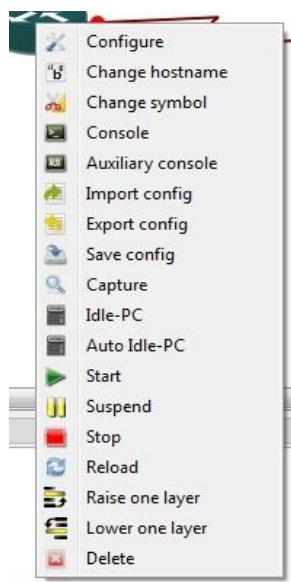 Configure
Change hostname
Change symbol
Console
Auxiliary console
Import config
Export config
Save config
Capture
Idle-PC
Auto Idle-PC
Start
Suspend
Stop
Reload
Raise one layer
Lower one layer
Delete